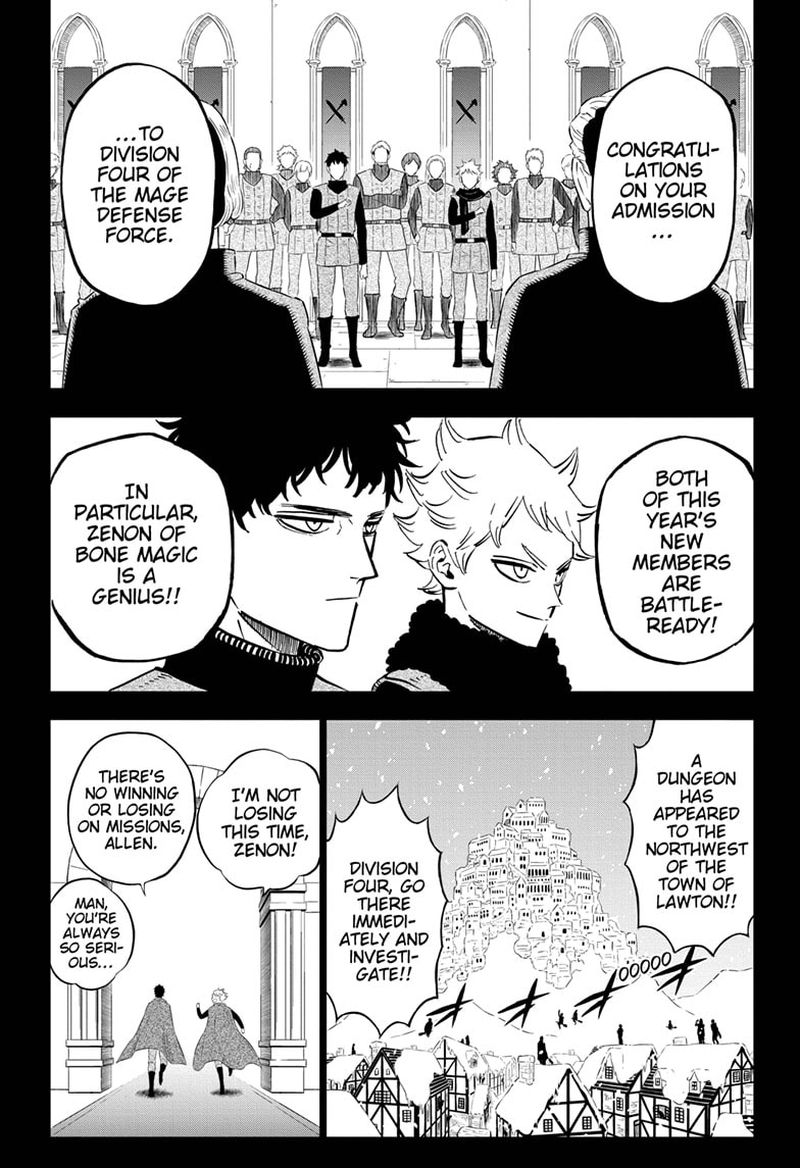 CONGRATU-
LATIONS
ON YOUR
ADMISSION
...
...TO
DIVISION
FOUR OF
THE MAGE
DEFENSE
FORCE.
BOTH
OF THIS
YEAR'S
NEW
MEMBERS
ARE
BATTLE-
READY!
IN
PARTICULAR,
ZENON OF
BONE MAGIC
IS A
GENIUS!!
A
DUNGEON
HAS
APPEARED
TO THE
NORTHWEST
OF THE
TOWN OF
LAWTON!!
DIVISION
FOUR, GO
THERE
IMMEDI-
ATELY AND
INVESTI-
GATE!!
OOOOO
I'M NOT
LOSING
THIS TIME,
ZENON!
THERE'S
NO WINNING
OR LOSING
ON MISSIONS,
ALLEN.
MAN,
YOU'RE
ALWAYS
SO SERI-
OUS...